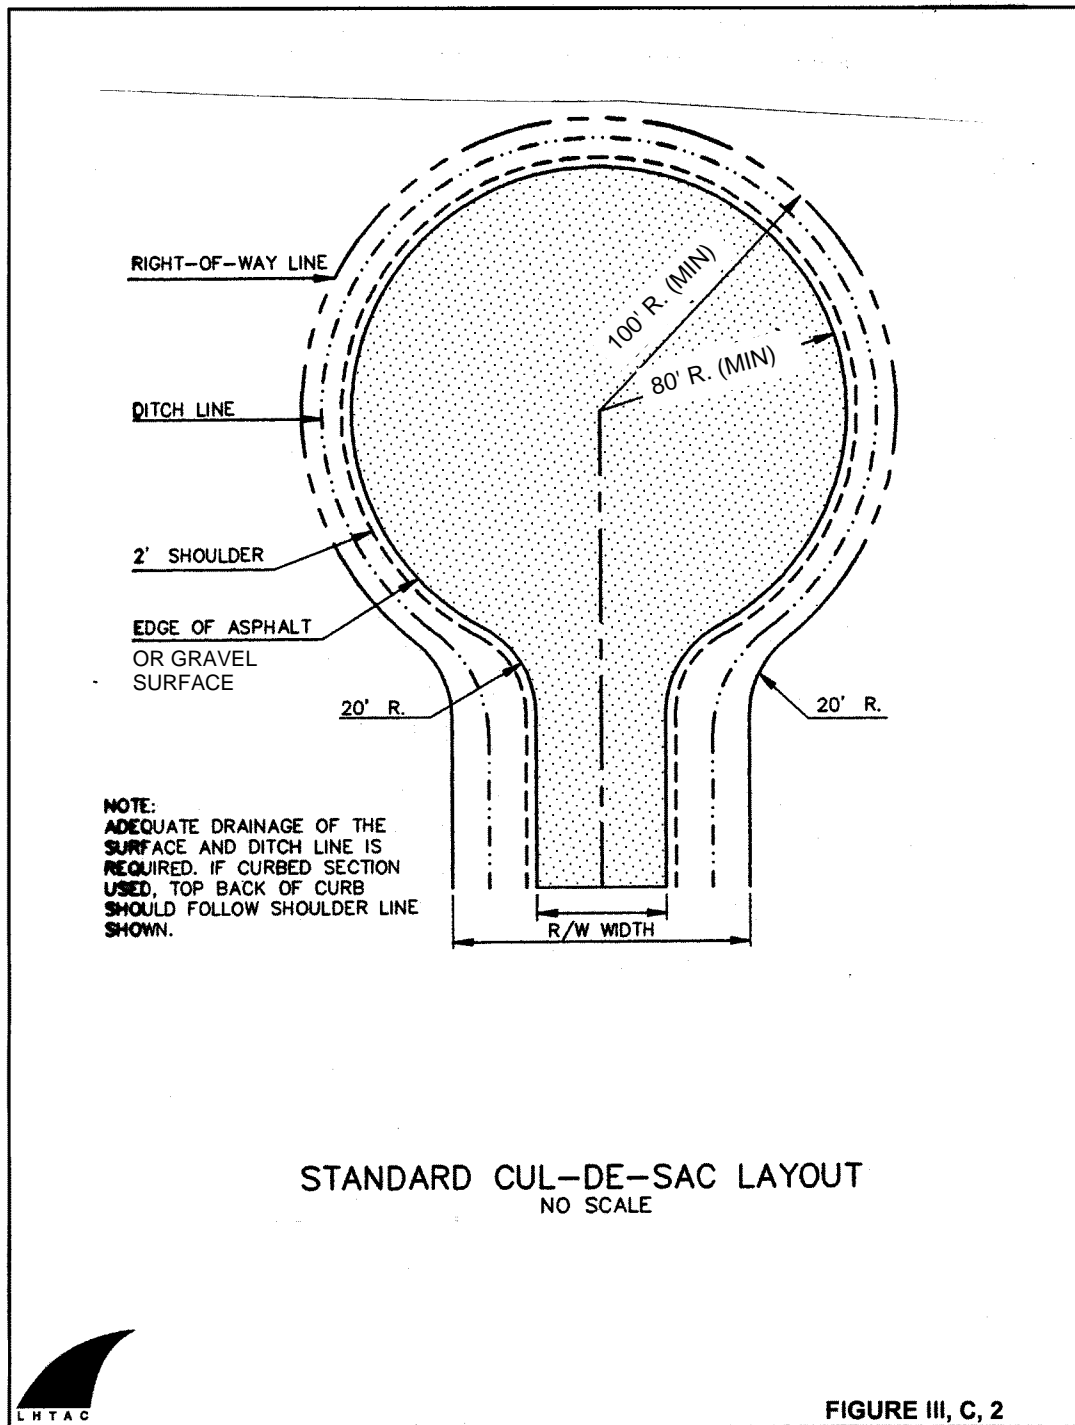 RIGHT-OF-WAY LINE
100' R. (MIN)
80' R. (MIN)
DITCH LINE
2' SHOULDER
EDGE OF ASPHALT
OR GRAVEL
SURFACE
20' R.
20' R.
NOTE:
ADEQUATE DRAINAGE OF THE
SURFACE AND DITCH LINE IS
REQUIRED. IF CURBED SECTION
USED, TOP BACK OF CURB
SHOULD FOLLOW SHOULDER LINE
SHOWN.
R/W WIDTH
STANDARD CUL-DE-SAC LAYOUT
NO SCALE
LHTAC
FIGURE III, C, 2